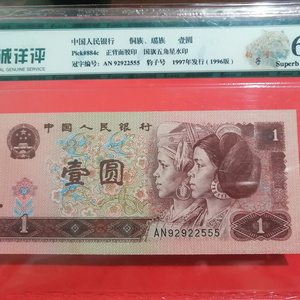 诚洋评
GENUINE SERVICE
中国人民银行 侗族、瑶族 壹圆
Pick#884c 正背面胶印 国旗五角星水印
冠字编号: AN 92922555 豹子号 1997年发行 (1996版)
6
Superb
中国人民银行
1
壹圆
AN92922555
1
1